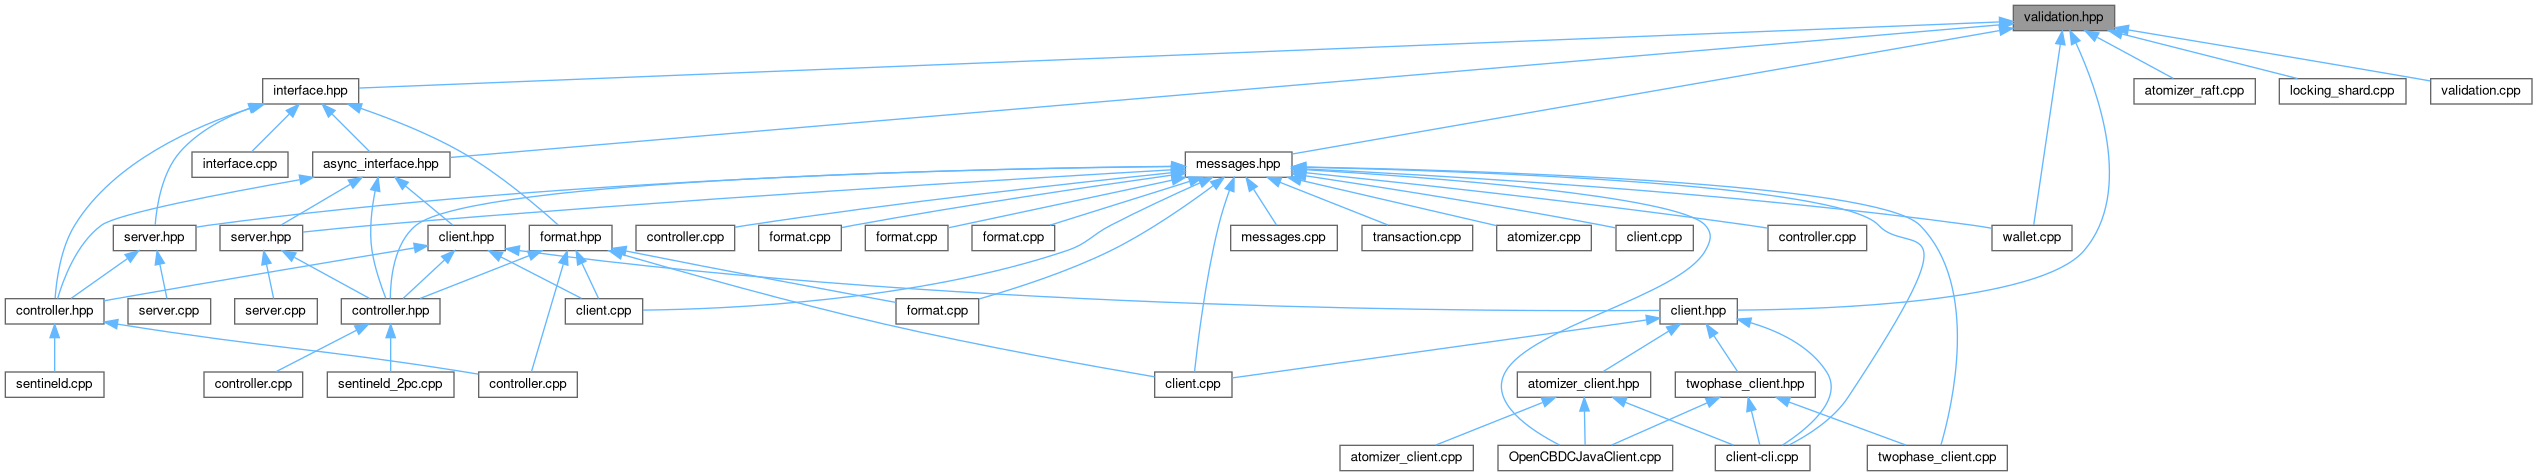 validation.hpp
interface.hpp
atomizer_raft.cpp
locking_shard.cpp
validation.cpp
interface.cpp
async_interface.hpp
messages.hpp
server.hpp
server.hpp
client.hpp
format.hpp
controller.cpp
format.cpp
format.cpp
format.cpp
messages.cpp
transaction.cpp
atomizer.cpp
client.cpp
controller.cpp
wallet.cpp
controller.hpp
server.cpp
server.cpp
controller.hpp
client.cpp
format.cpp
client.hpp
sentineld.cpp
controller.cpp
sentineld_2pc.cpp
controller.cpp
client.cpp
atomizer_client.hpp
twophase_client.hpp
atomizer_client.cpp
OpenCBDCJavaClient.cpp
client-cli.cpp
twophase_client.cpp